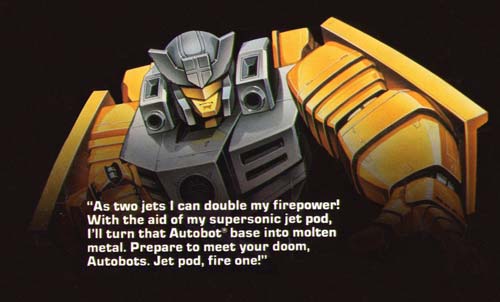 “As two jets I can double my firepower!
With the aid of my supersonic jet pod,
I’ll turn that Autobot® base into molten
metal. Prepare to meet your doom,
Autobots. Jet pod, fire one!”